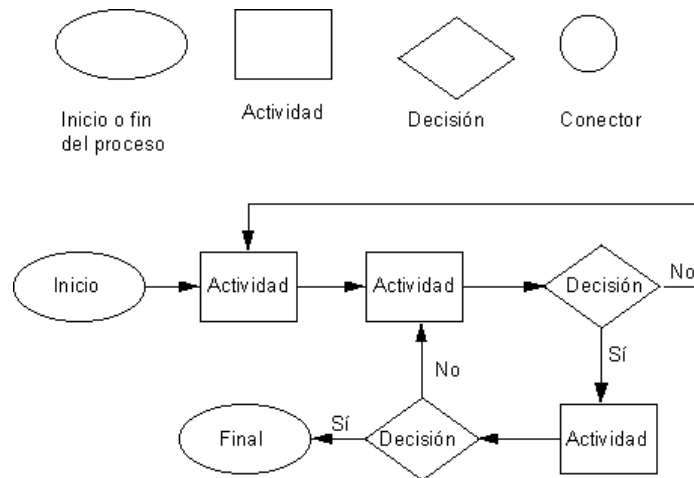 Inicio o fin
del proceso
Actividad
Decisión
Conector
Inicio
Actividad
Actividad
Decisión
No
Sí
No
Final
Sí
Decisión
Actividad